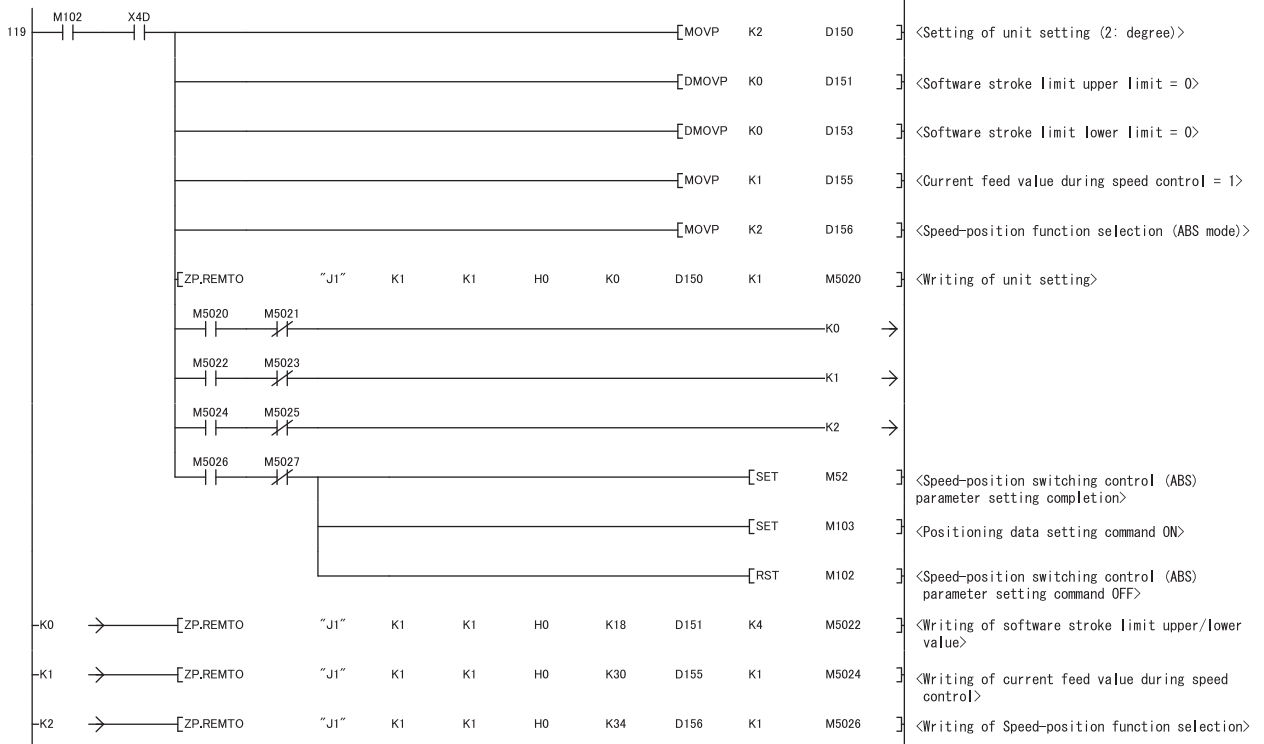 M102 X4D
119 MOVP K2 D150 <Setting of unit setting (2: degree)>
DMOVP K0 D151 <Software stroke limit upper limit = 0>
DMOVP K0 D153 <Software stroke limit lower limit = 0>
MOVP K1 D155 <Current feed value during speed control = 1>
MOVP K2 D156 <Speed-position function selection (ABS mode)>
ZP.REMTO "J1" K1 K1 H0 K0 D150 K1 M5020 <Writing of unit setting>
M5020 M5021
K0
M5022 M5023
K1
M5024 M5025
K2
M5026 M5027
SET M52 <Speed-position switching control (ABS)
parameter setting completion>
SET M103 <Positioning data setting command ON>
RST M102 <Speed-position switching control (ABS)
parameter setting command OFF>
K0 ZP.REMTO "J1" K1 K1 H0 K18 D151 K4 M5022 <Writing of software stroke limit upper/lower
value>
K1 ZP.REMTO "J1" K1 K1 H0 K30 D155 K1 M5024 <Writing of current feed value during speed
control>
K2 ZP.REMTO "J1" K1 K1 H0 K34 D156 K1 M5026 <Writing of Speed-position function selection>